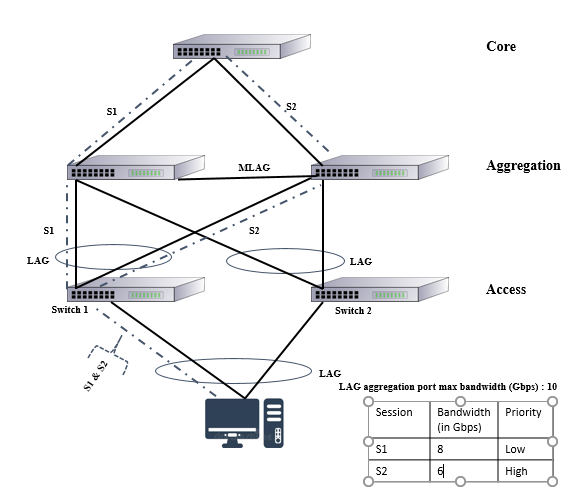 Core
S1
S2
MLAG
Aggregation
S1
S2
LAG
LAG
Access
Switch 1
Switch 2
S1 & S2
LAG
LAG aggregation port max bandwidth (Gbps) : 10
Session Bandwidth (in Gbps) Priority
S1 8 Low
S2 6 High